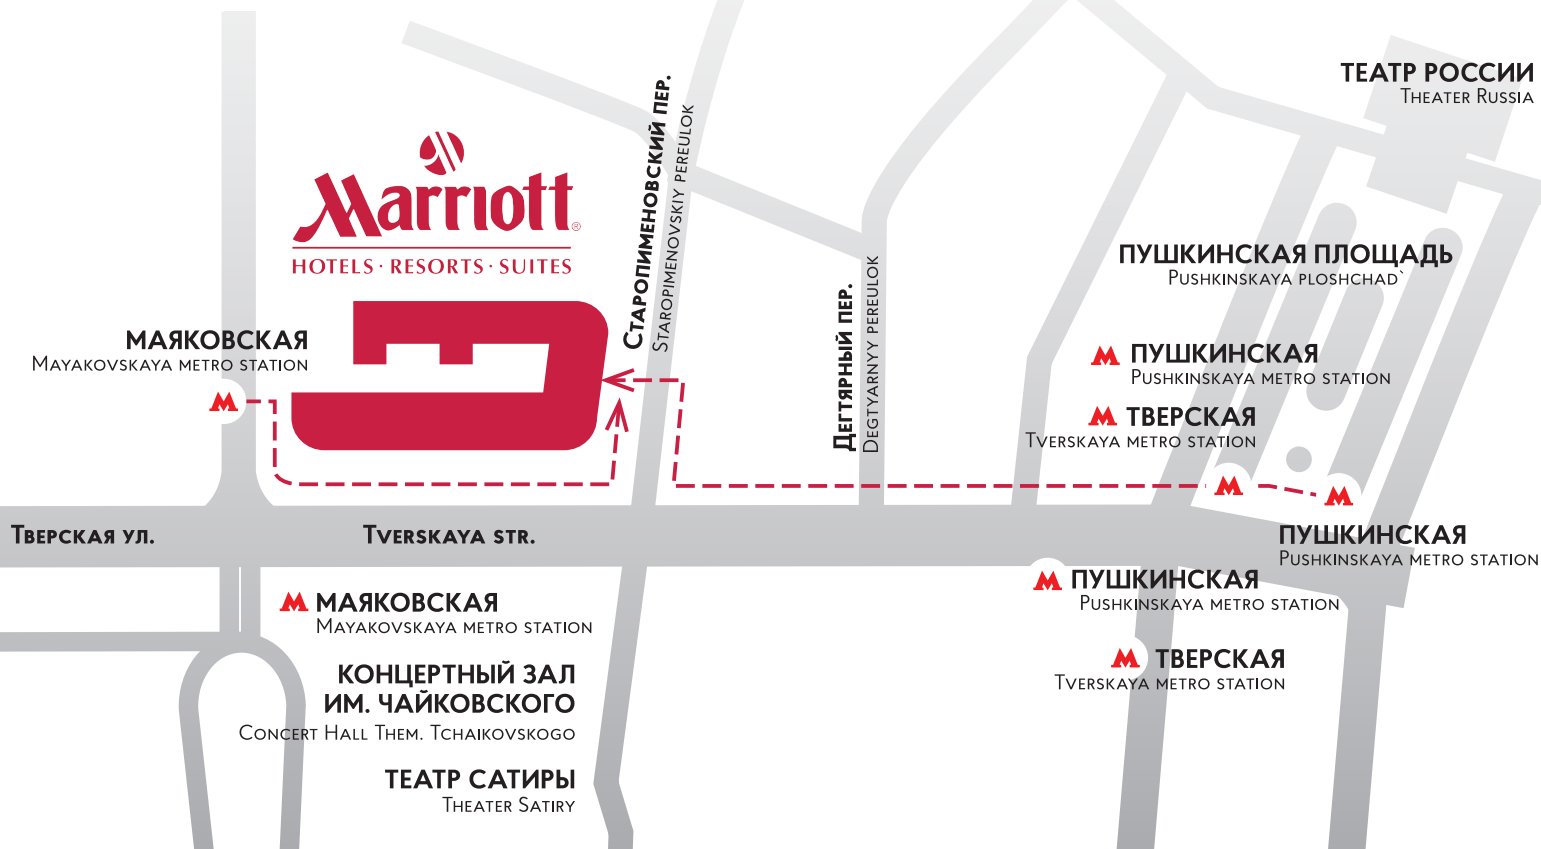 ТЕАТР РОССИИ
Theater Russia
Marriott®
HOTELS · RESORTS · SUITES
Старопименовский пер.
Staropimenovskiy pereulok
ПУШКИНСКАЯ ПЛОЩАДЬ
Pushkinskaya ploshchad`
Дегтярный пер.
Degtyarnyy pereulok
МАЯКОВСКАЯ
Mayakovskaya metro station
ПУШКИНСКАЯ
Pushkinskaya metro station
ТВЕРСКАЯ
Tverskaya metro station
Тверская ул.
Tverskaya str.
ПУШКИНСКАЯ
Pushkinskaya metro station
ПУШКИНСКАЯ
Pushkinskaya metro station
МАЯКОВСКАЯ
Mayakovskaya metro station
ТВЕРСКАЯ
Tverskaya metro station
КОНЦЕРТНЫЙ ЗАЛ
ИМ. ЧАЙКОВСКОГО
Concert Hall Them. Tchaikovskogo
ТЕАТР САТИРЫ
Theater Satiry